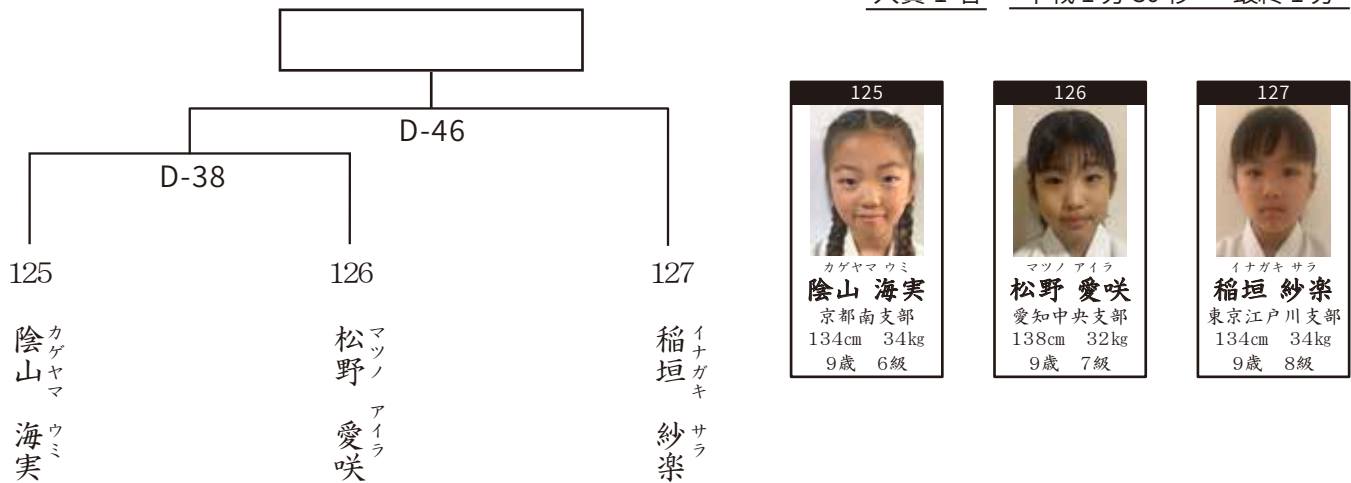 D-46
D-38
125
カゲヤマ ウミ
陰山 海実
126
マツノ アイラ
松野 愛咲
127
イナガキ サラ
稲垣 紗楽
125
カゲヤマ ウミ
陰山 海実
京都南支部
134cm 34kg
9歳 6級
126
マツノ アイラ
松野 愛咲
愛知中央支部
138cm 32kg
9歳 7級
127
イナガキ サラ
稲垣 紗楽
東京江戸川支部
134cm 34kg
9歳 8級